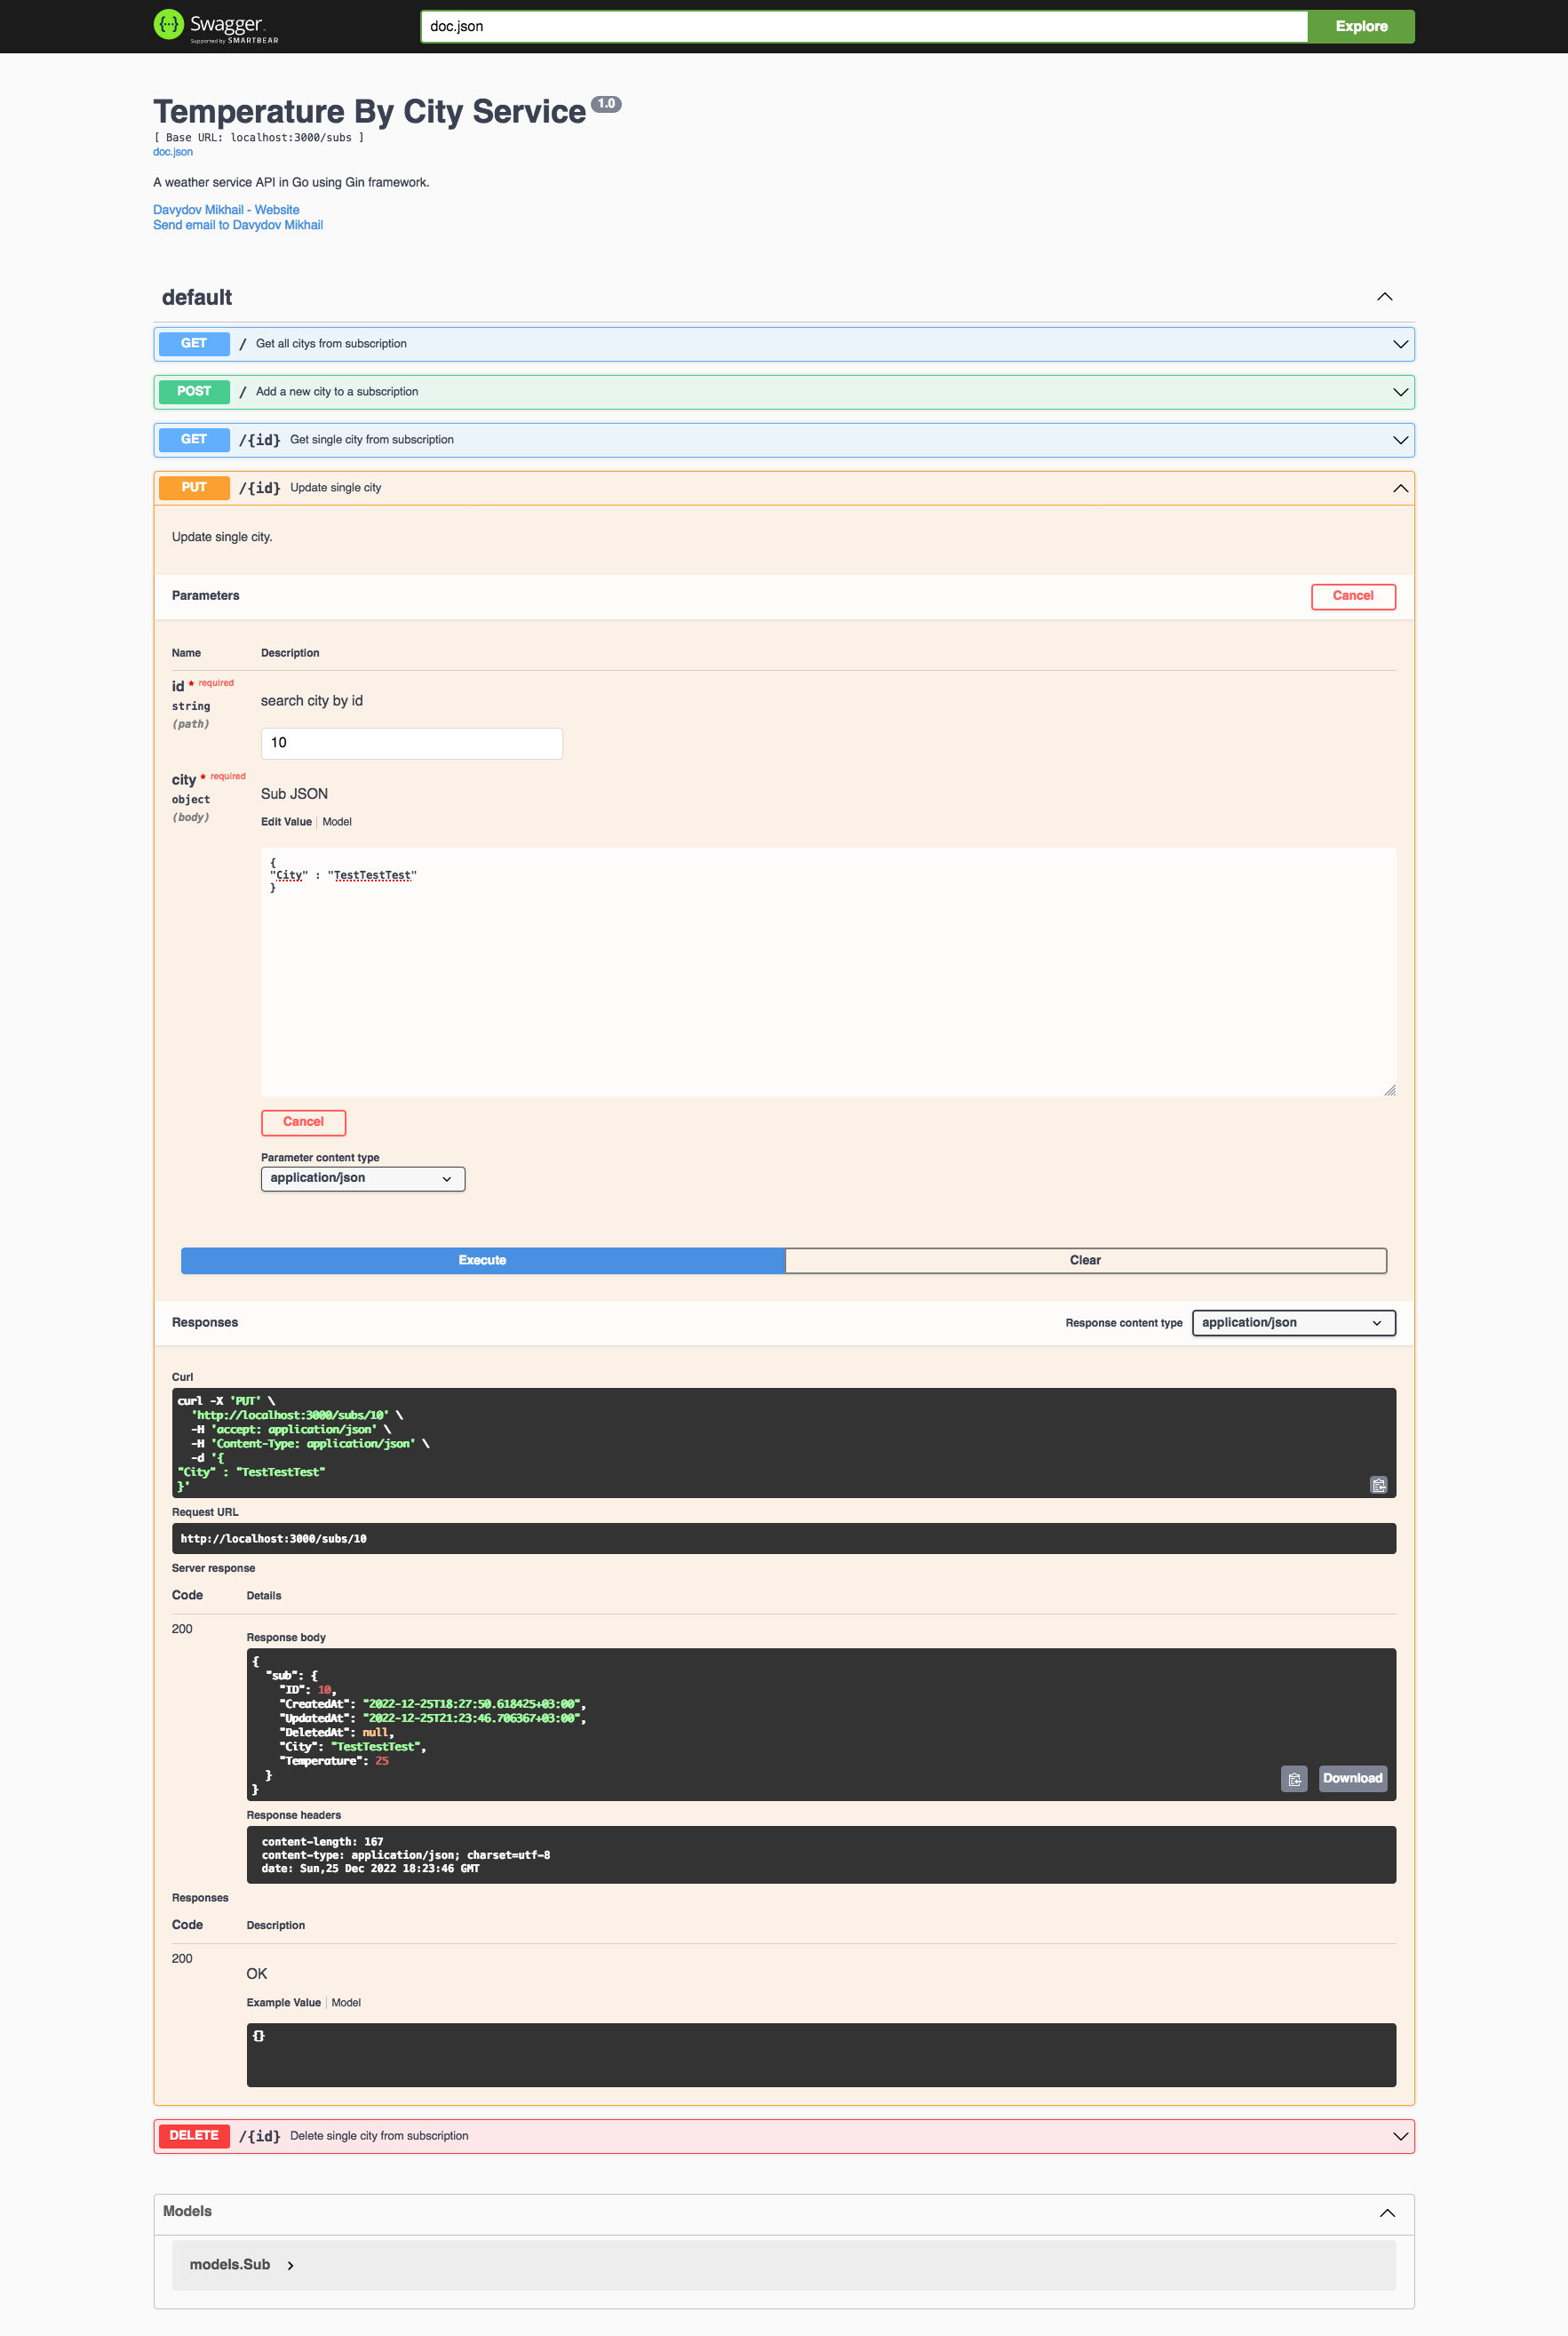 Swagger.
Supported by SMARTBEAR
doc.json
Explore
Temperature By City Service 1.0
[ Base URL: localhost:3000/subs ]
doc.json
A weather service API in Go using Gin framework.
Davydov Mikhail - Website
Send email to Davydov Mikhail
default
GET / Get all citys from subscription
POST / Add a new city to a subscription
GET /{id} Get single city from subscription
PUT /{id} Update single city
Update single city.
Parameters
Cancel
Name Description
id * required
string
(path)
search city by id
10
city * required
object
(body)
Sub JSON
Edit Value Model
{
"City" : "TestTestTest"
}
Cancel
Parameter content type
application/json
Execute
Clear
Responses
Response content type
application/json
Curl
curl -X 'PUT' \
'http://localhost:3000/subs/10' \
-H 'accept: application/json' \
-H 'Content-Type: application/json' \
-d '{
"City" : "TestTestTest"
}'
Request URL
http://localhost:3000/subs/10
Server response
Code Details
200
Response body
{
"sub": {
"ID": 10,
"CreatedAt": "2022-12-25T18:27:50.618425+03:00",
"UpdatedAt": "2022-12-25T21:23:46.706367+03:00",
"DeletedAt": null,
"City": "TestTestTest",
"Temperature": 25
}
}
Download
Response headers
content-length: 167
content-type: application/json; charset=utf-8
date: Sun,25 Dec 2022 18:23:46 GMT
Responses
Code Description
200
OK
Example Value Model
{}
DELETE /{id} Delete single city from subscription
Models
models.Sub